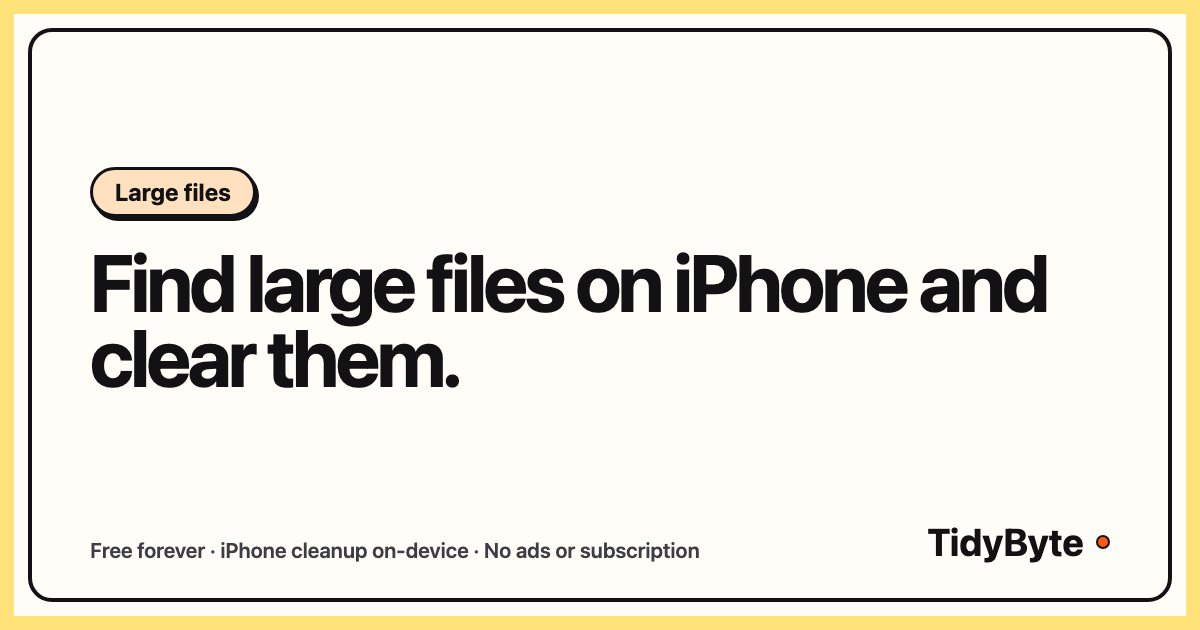 Large files
Find large files on iPhone and
clear them.
Free forever · iPhone cleanup on-device · No ads or subscription
TidyByte